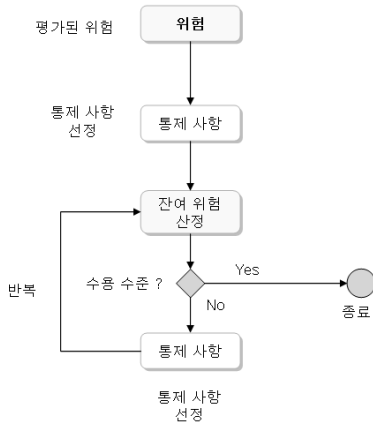 평가된 위험
위험
통제 사항
선정
통제 사항
잔여 위험
산정
반복
수용 수준 ?
Yes
No
종료
통제 사항
통제 사항
선정